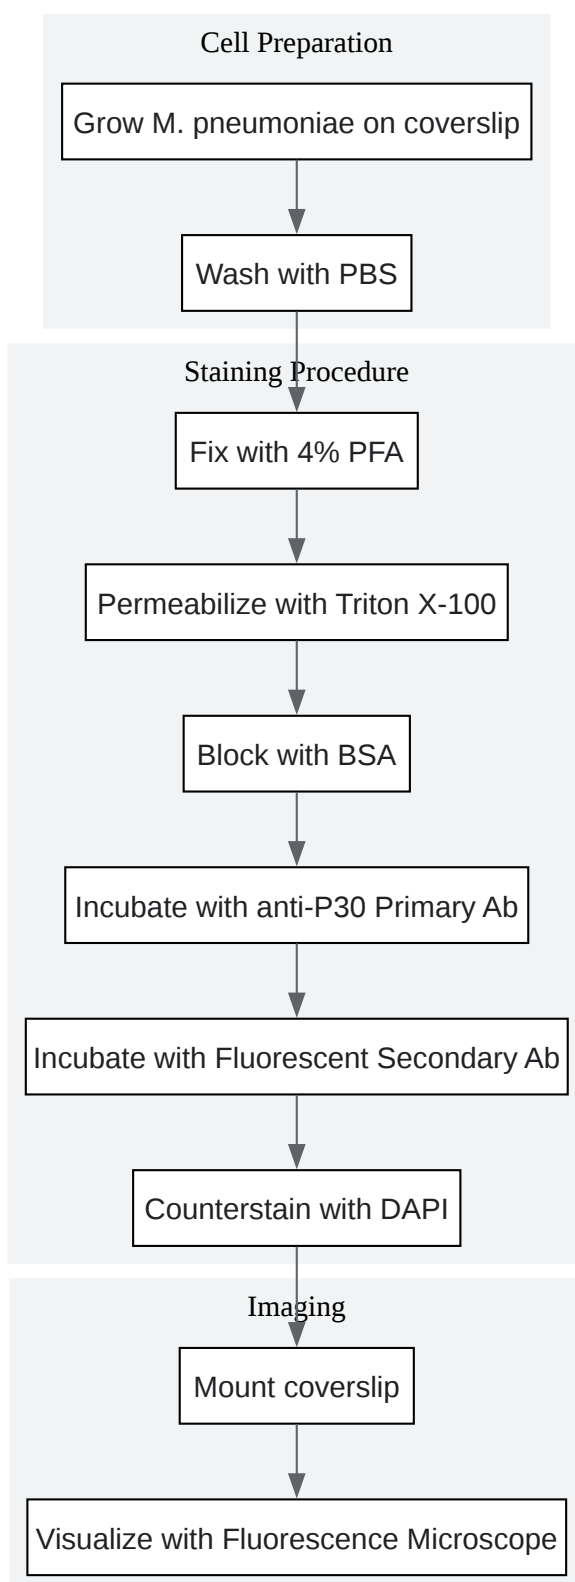 Cell Preparation
Grow M. pneumoniae on coverslip
Wash with PBS
Staining Procedure
Fix with 4% PFA
Permeabilize with Triton X-100
Block with BSA
Incubate with anti-P30 Primary Ab
Incubate with Fluorescent Secondary Ab
Counterstain with DAPI
Imaging
Mount coverslip
Visualize with Fluorescence Microscope